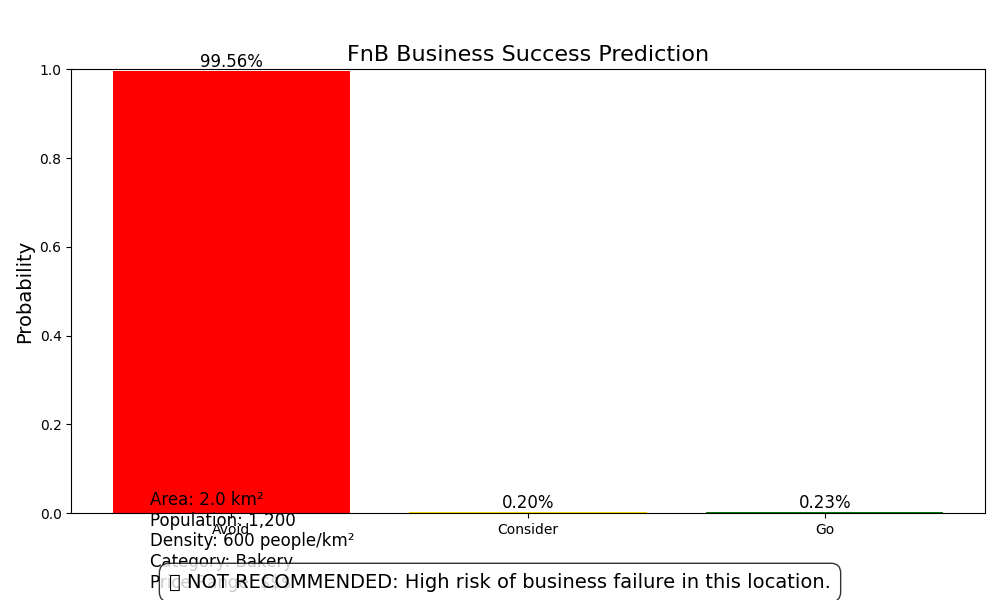 FnB Business Success Prediction
99.56%
1.0
0.8
0.6
0.4
0.2
0.0
Probability
0.20%
0.23%
Avoid
Consider
Go
Area: 2.0 km²
Population: 1,200
Density: 600 people/km²
Category: Bakery
NOT RECOMMENDED: High risk of business failure in this location.